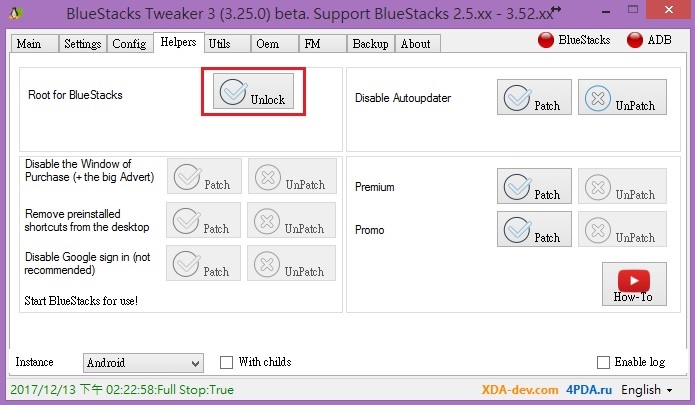 BlueStacks Tweaker 3 (3.25.0) beta. Support BlueStacks 2.5.xx - 3.52.xx
Main Settings Config Helpers Utils Oem FM Backup About BlueStacks ADB
Root for BlueStacks Unlock
Disable Autoupdater Patch UnPatch
Disable the Window of
Purchase (+ the big Advert) Patch UnPatch
Remove preinstalled
shortcuts from the desktop Patch UnPatch
Disable Google sign in (not
recommended) Patch UnPatch
Start BlueStacks for use!
Premium Patch UnPatch
Promo Patch UnPatch
How-To
Instance Android With childs Enable log
2017/12/13 下午 02:22:58:Full Stop:True XDA-dev.com 4PDA.ru English